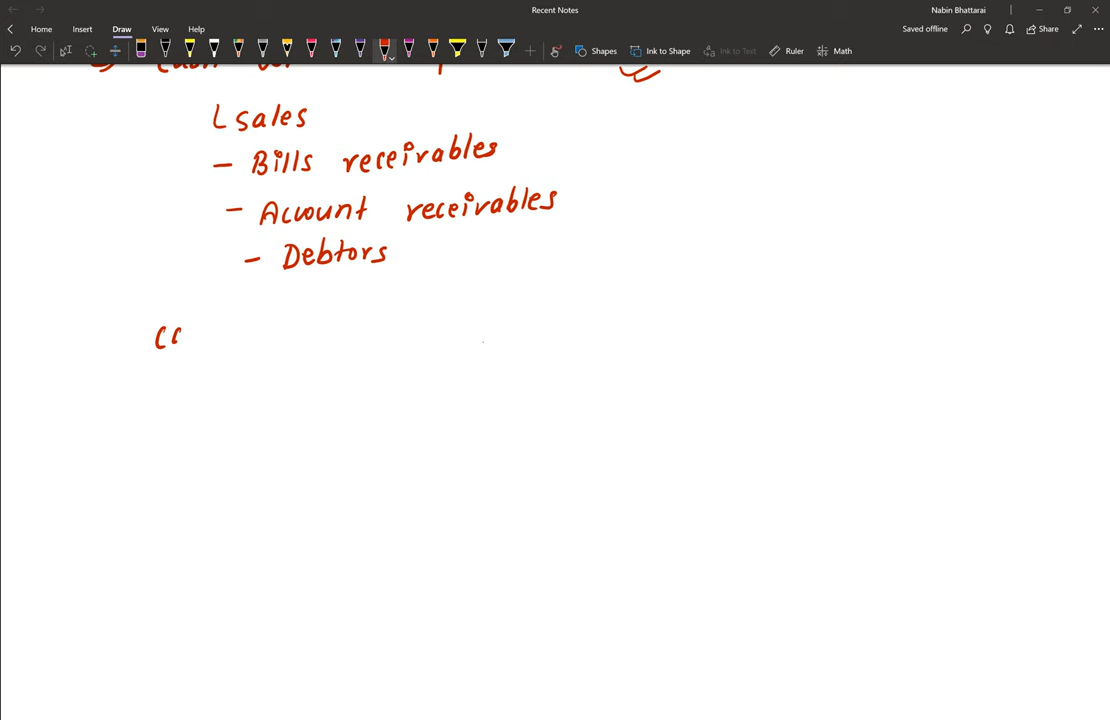 Recent Notes
Nabin Bhattarai
Home Insert Draw View Help
Saved offline
Share
Shapes Ink to Shape Ink to Text Ruler Math
sales
- Bills receivables
- Account receivables
- Debtors